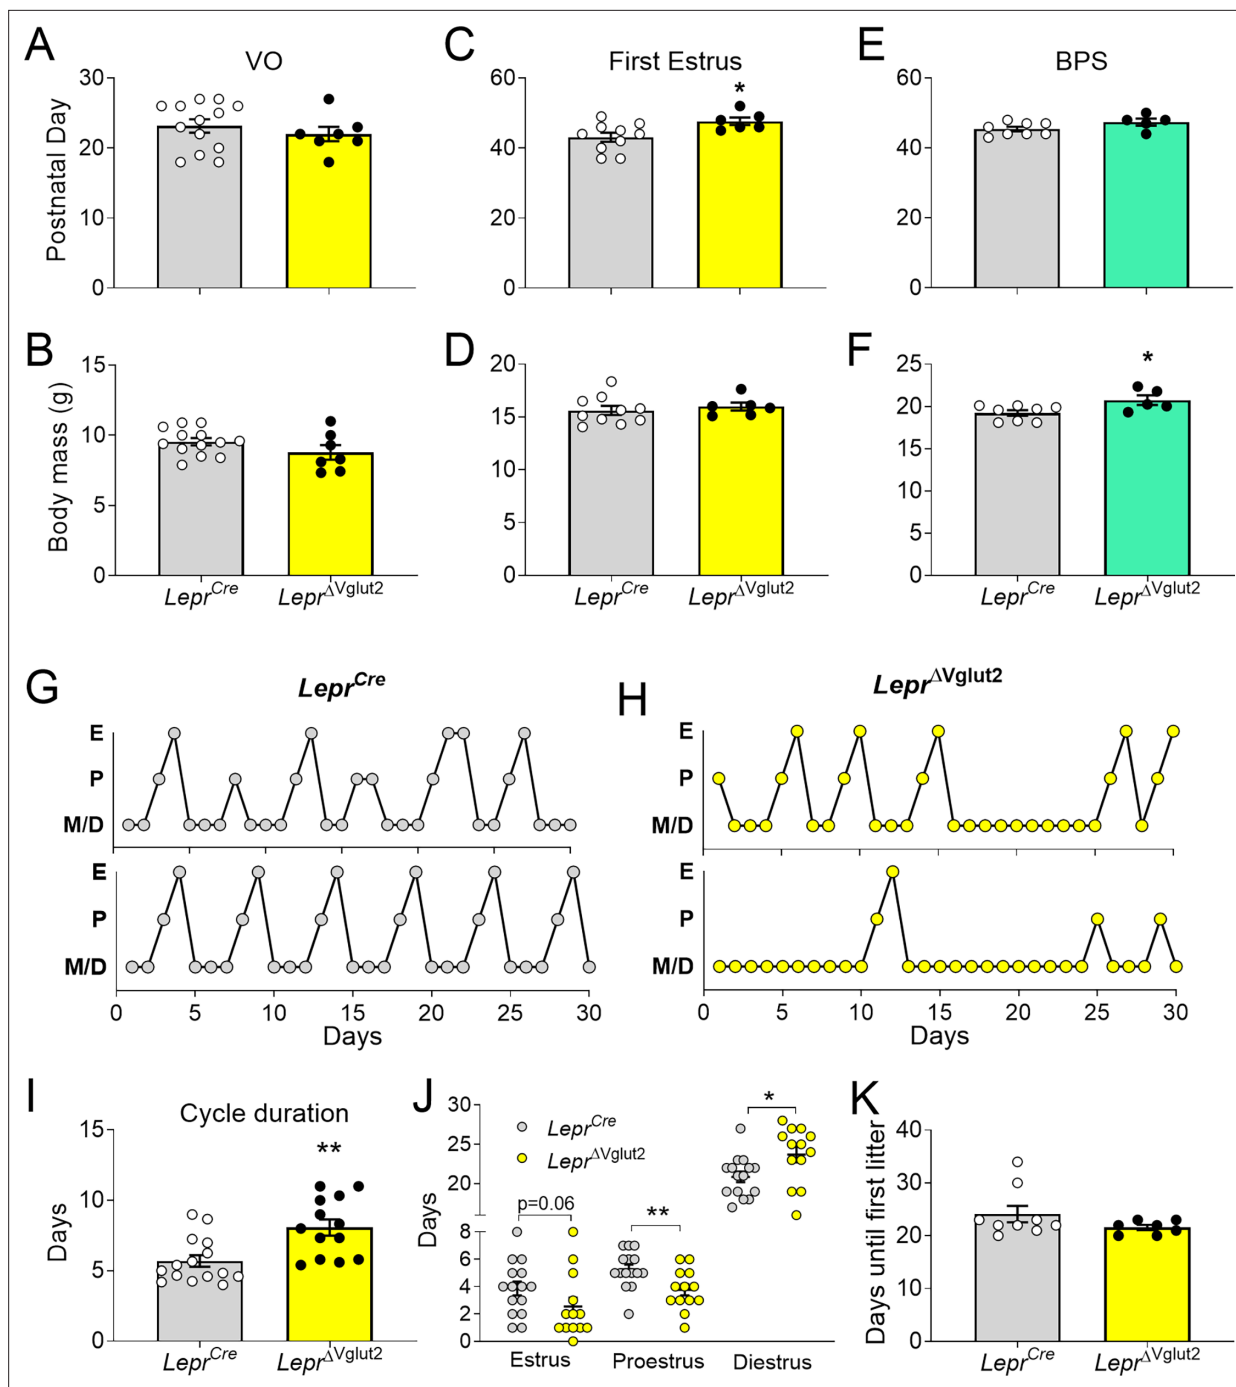 A
VO
Postnatal Day
30
20
10
0
C
First Estrus
60
40
20
0
*
E
BPS
60
40
20
0
B
Body mass (g)
15
10
5
0
Lepr^Cre
Lepr^ΔVglut2
D
20
15
10
5
0
Lepr^Cre
Lepr^ΔVglut2
F
25
20
15
10
5
0
*
Lepr^Cre
Lepr^ΔVglut2
G
Lepr^Cre
E
P
M/D
E
P
M/D
0 5 10 15 20 25 30
Days
H
Lepr^ΔVglut2
E
P
M/D
E
P
M/D
0 5 10 15 20 25 30
Days
I
Cycle duration
Days
15
10
5
0
**
Lepr^Cre
Lepr^ΔVglut2
J
Days
30
25
20
8
6
4
2
0
Lepr^Cre
Lepr^ΔVglut2
p=0.06
**
*
Estrus
Proestrus
Diestrus
K
Days until first litter
40
30
20
10
0
Lepr^Cre
Lepr^ΔVglut2